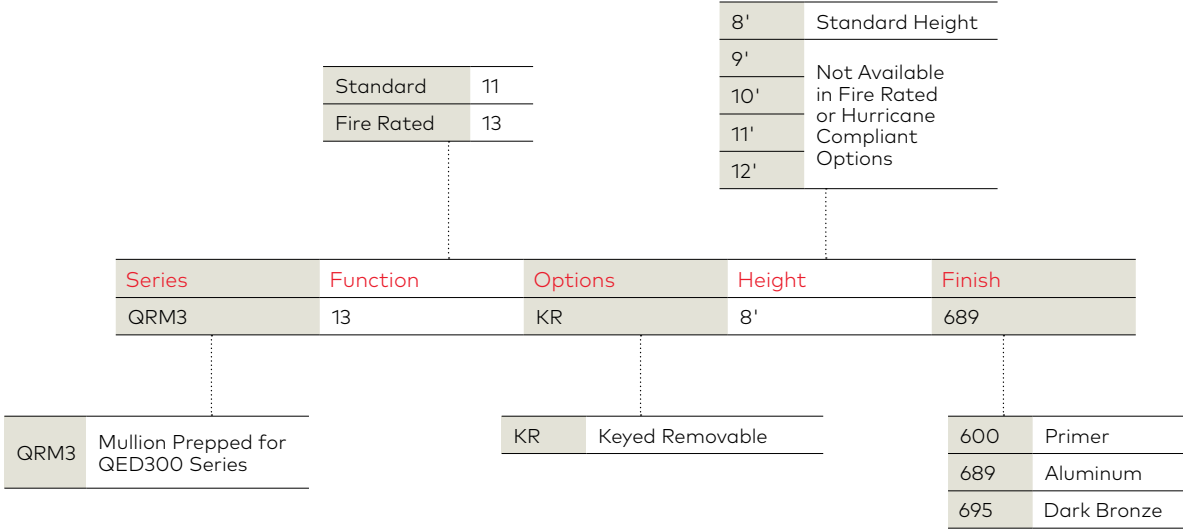 8' Standard Height
9'
10'
11'
12'
Not Available
in Fire Rated
or Hurricane
Compliant
Options
Standard 11
Fire Rated 13
Series Function Options Height Finish
QRM3 13 KR 8' 689
QRM3 Mullion Prepped for
QED300 Series
KR Keyed Removable
600 Primer
689 Aluminum
695 Dark Bronze